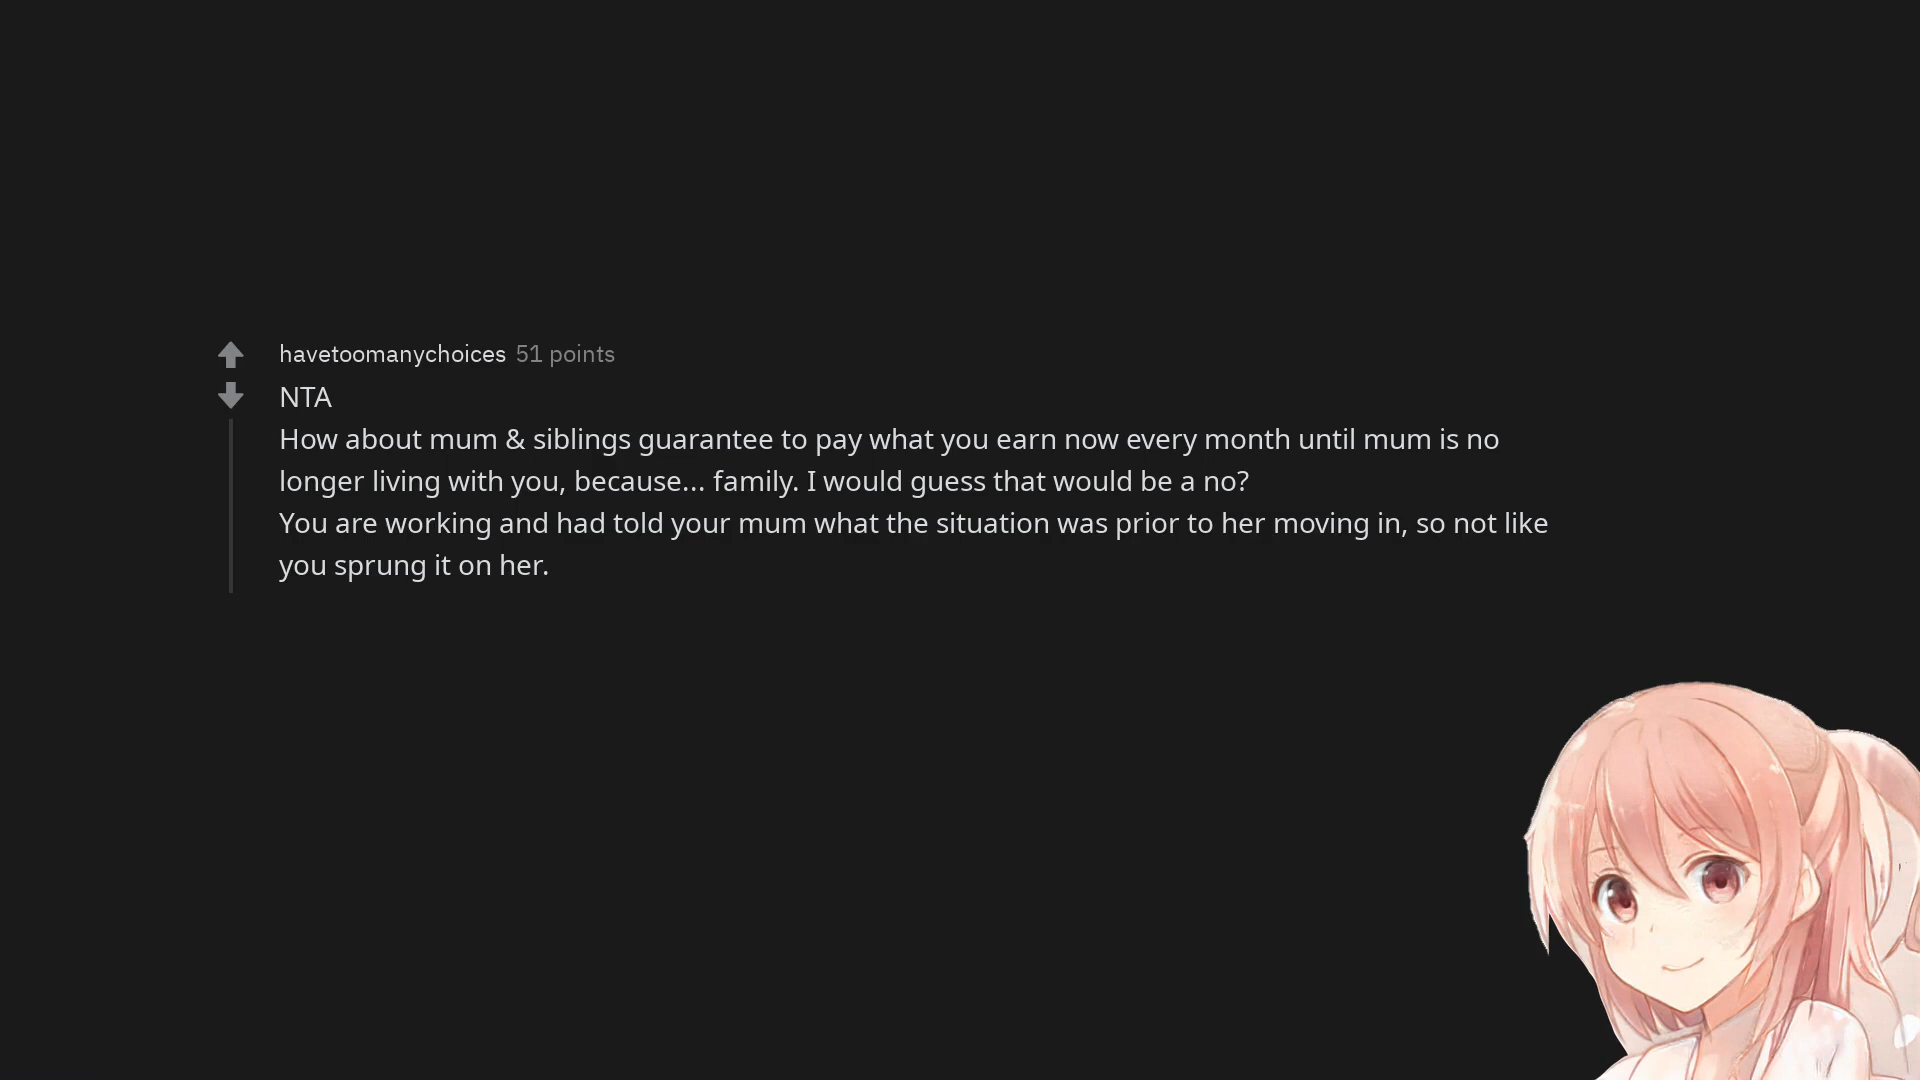 havetoomanychoices 51 points
NTA
How about mum & siblings guarantee to pay what you earn now every month until mum is no
longer living with you, because... family. I would guess that would be a no?
You are working and had told your mum what the situation was prior to her moving in, so not like
you sprung it on her.